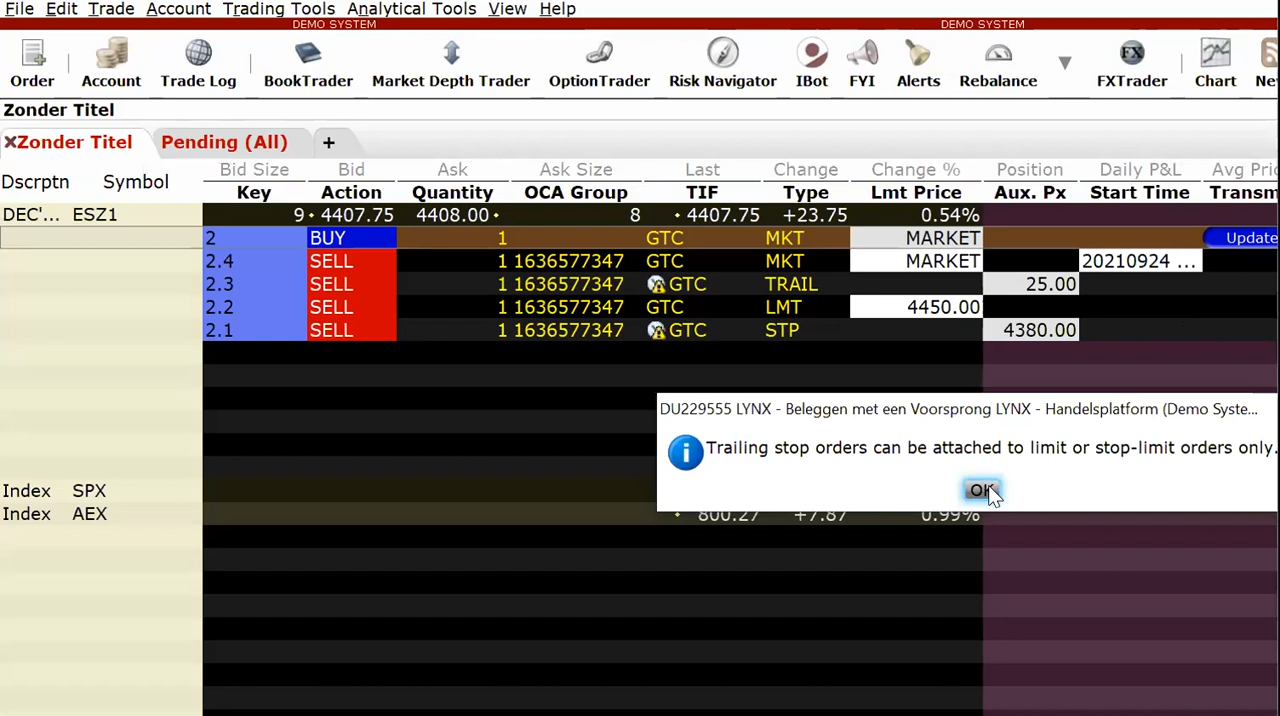 File Edit Trade Account Trading Tools Analytical Tools View Help
DEMO SYSTEM DEMO SYSTEM
Order Account Trade Log BookTrader Market Depth Trader OptionTrader Risk Navigator IBot FYI Alerts Rebalance FXTrader Chart
FX
Zonder Titel
Zonder Titel Pending (All) +
Bid Size Bid Ask Ask Size Last Change Change % Position Daily P&L Avg
Dscrptn Symbol
Key Action Quantity OCA Group TIF Type Lmt Price Aux. Px Start Time
DEC'... ESZ1 9 4407.75 4408.00 8 4407.75 +23.75 0.54%
2 BUY 1 GTC MKT MARKET Update
2.4 SELL 1 1636577347 GTC MKT MARKET 20210924 ...
2.3 SELL 1 1636577347 GTC TRAIL 25.00
2.2 SELL 1 1636577347 GTC LMT 4450.00
2.1 SELL 1 1636577347 GTC STP 4380.00
DU229555 LYNX - Beleggen met een Voorsprong LYNX - Handelsplatform (Demo Syste...
Trailing stop orders can be attached to limit or stop-limit orders only.
OK
Index SPX
Index AEX 800.27 +7.87 0.99%